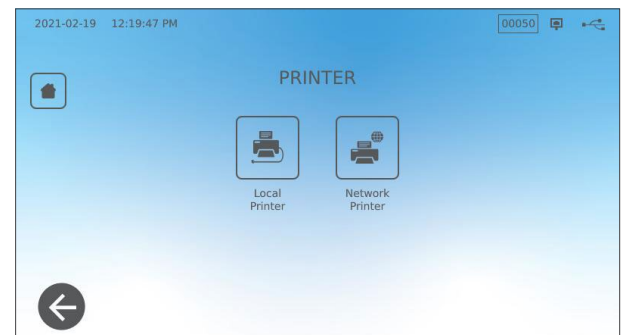 2021-02-19 12:19:47 PM
00050
PRINTER
Local
Printer
Network
Printer